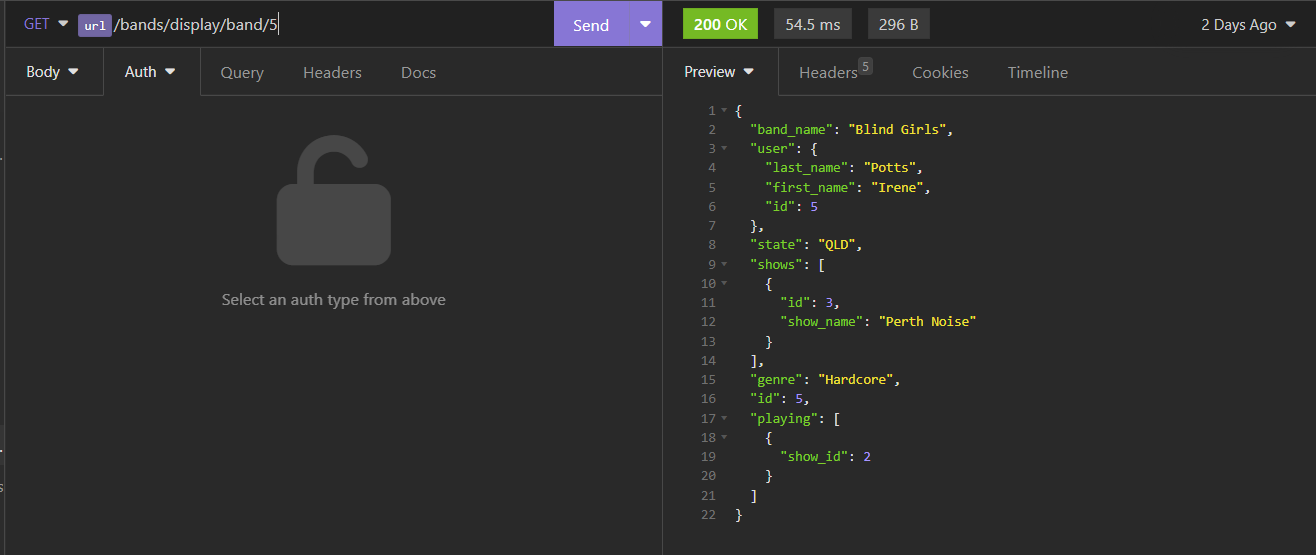 GET url /bands/display/band/5 Send 200 OK 54.5 ms 296 B 2 Days Ago
Body Auth Query Headers Docs Preview Headers 5 Cookies Timeline
Select an auth type from above
1 {
2 "band_name": "Blind Girls",
3 "user": {
4 "last_name": "Potts",
5 "first_name": "Irene",
6 "id": 5
7 },
8 "state": "QLD",
9 "shows": [
10 {
11 "id": 3,
12 "show_name": "Perth Noise"
13 }
14 ],
15 "genre": "Hardcore",
16 "id": 5,
17 "playing": [
18 {
19 "show_id": 2
20 }
21 ]
22 }